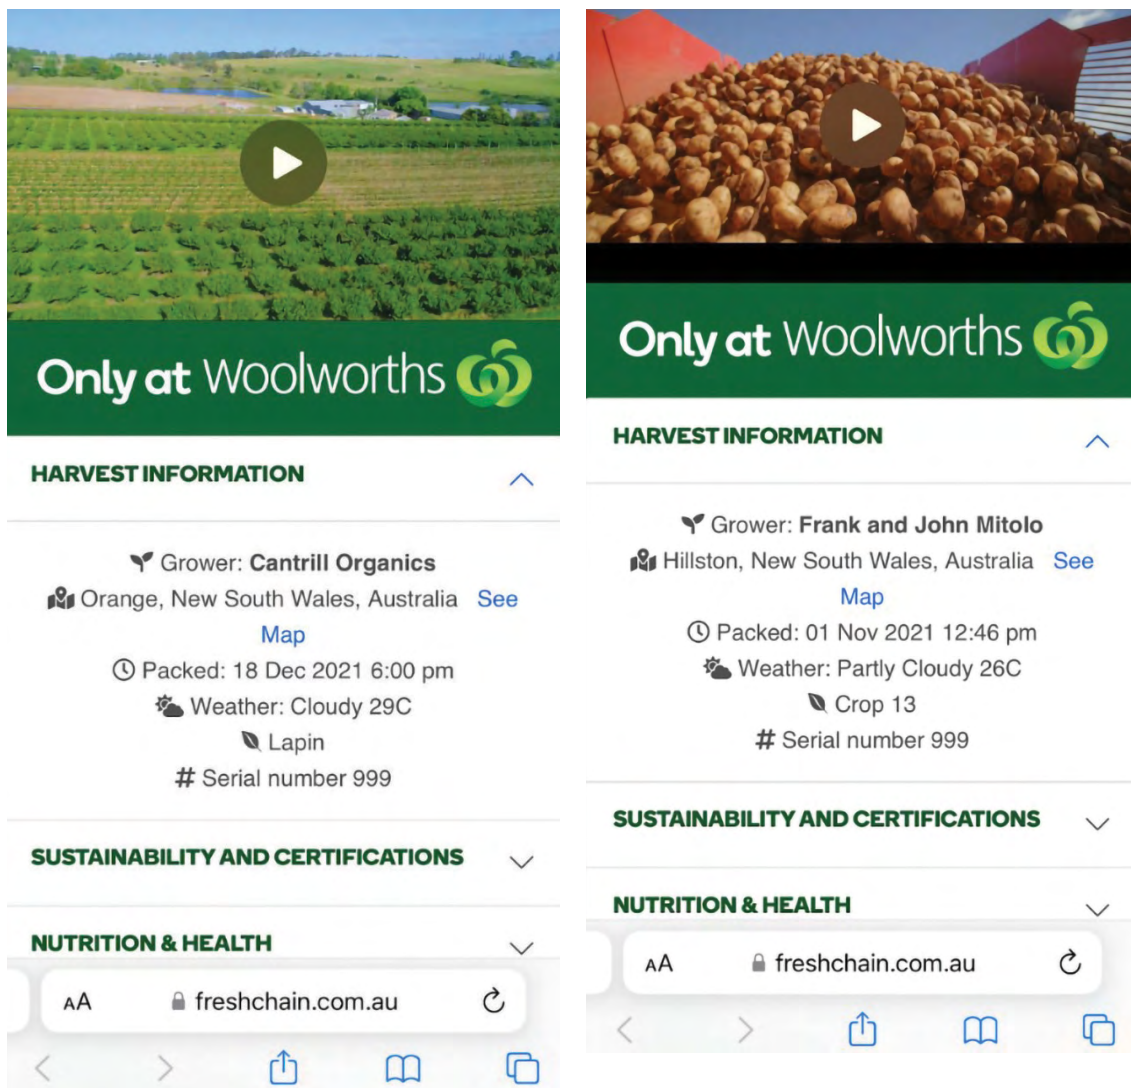 Only at Woolworths
HARVEST INFORMATION
Grower: Cantrill Organics
Orange, New South Wales, Australia See
Map
Packed: 18 Dec 2021 6:00 pm
Weather: Cloudy 29C
Lapin
# Serial number 999
SUSTAINABILITY AND CERTIFICATIONS
NUTRITION & HEALTH
AA freshchain.com.au
Only at Woolworths
HARVEST INFORMATION
Grower: Frank and John Mitolo
Hillston, New South Wales, Australia See
Map
Packed: 01 Nov 2021 12:46 pm
Weather: Partly Cloudy 26C
Crop 13
# Serial number 999
SUSTAINABILITY AND CERTIFICATIONS
NUTRITION & HEALTH
AA freshchain.com.au